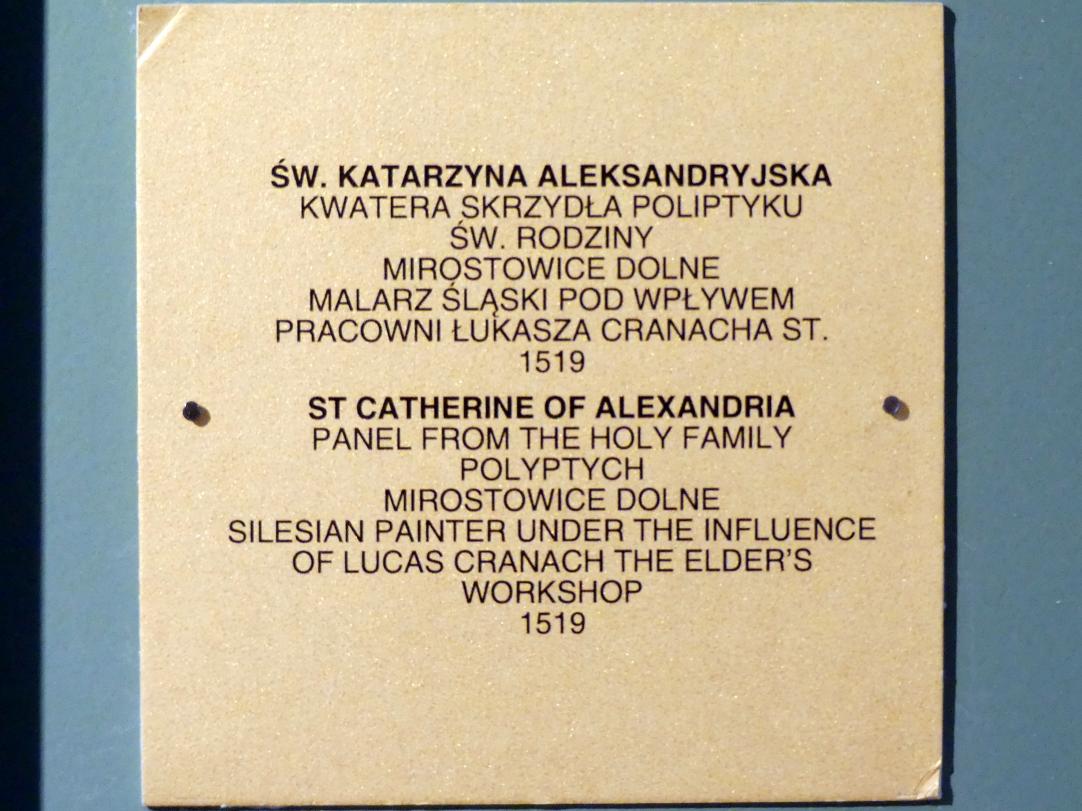 ŚW. KATARZYNA ALEKSANDRYJSKA
KWATERA SKRZYDŁA POLIPTYKU
ŚW. RODZINY
MIROSTOWICE DOLNE
MALARZ ŚLĄSKI POD WPŁYWEM
PRACOWNI ŁUKASZA CRANACHA ST.
1519
ST CATHERINE OF ALEXANDRIA
PANEL FROM THE HOLY FAMILY
POLYPTYCH
MIROSTOWICE DOLNE
SILESIAN PAINTER UNDER THE INFLUENCE
OF LUCAS CRANACH THE ELDER'S
WORKSHOP
1519